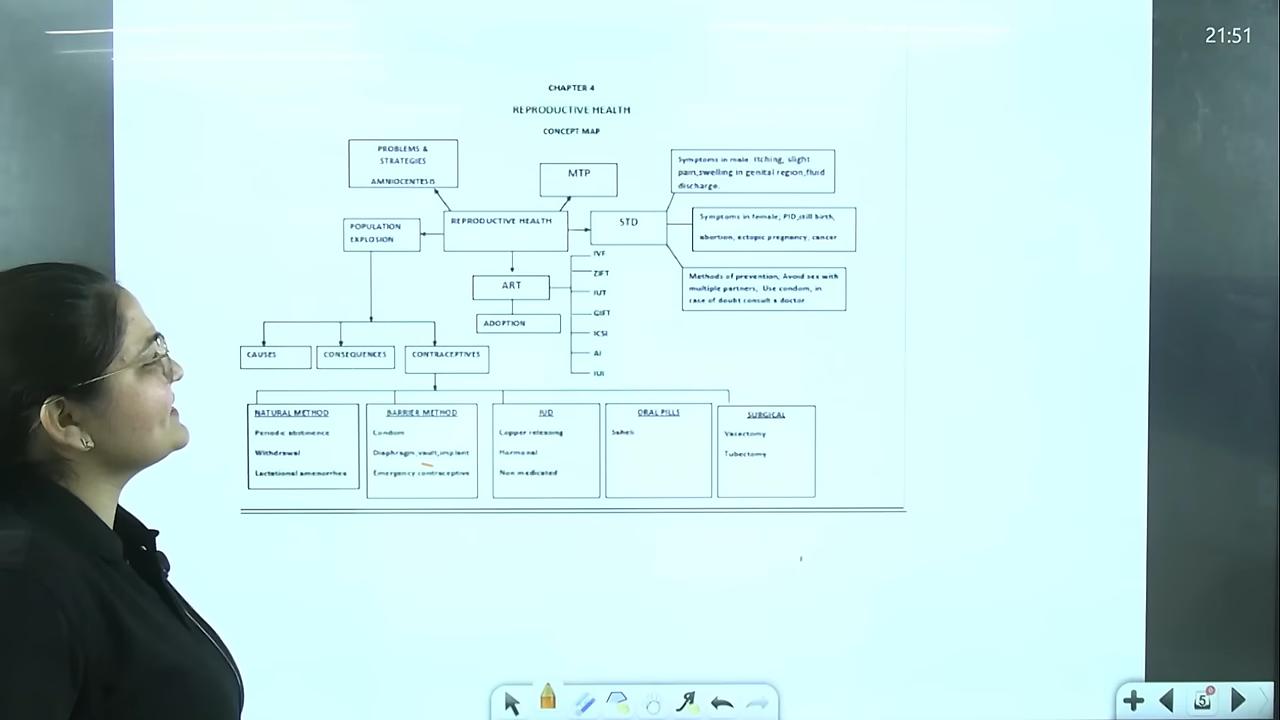 21:51
CHAPTER 4
REPRODUCTIVE HEALTH
CONCEPT MAP
PROBLEMS &
STRATEGIES
AMNIOCENTESIS
MTP
Symptoms in male Itching, slight
pain,swelling in genital region,fluid
discharge.
POPULATION
EXPLOSION
REPRODUCTIVE HEALTH
STD
Symptoms in female; PID,still birth,
abortion, ectopic pregnancy, cancer
ART
ADOPTION
IVF
ZIFT
IUT
GIFT
ICSI
AI
IUI
Methods of prevention; Avoid sex with
multiple partners, Use condom, in
case of doubt consult a doctor
CAUSES
CONSEQUENCES
CONTRACEPTIVES
NATURAL METHOD
Periodic abstinence
Withdrawal
Lactational amenorrhea
BARRIER METHOD
Condom
Diaphragm,vault,implant
Emergency contraceptive
IUD
Copper releasing
Hormonal
Non medicated
ORAL PILLS
Saheli
SURGICAL
Vasectomy
Tubectomy
5